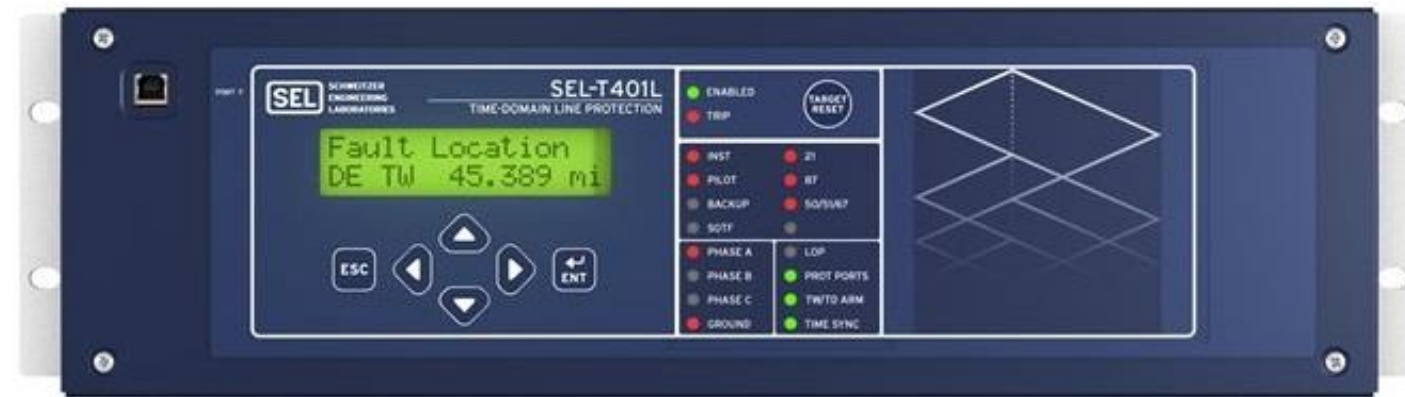 PORT F
SEL
SCHWEITZER
ENGINEERING
LABORATORIES
SEL-T401L
TIME-DOMAIN LINE PROTECTION
Fault Location
DE TW 45.389 mi
ESC
ENT
ENABLED
TRIP
TARGET
RESET
INST
PILOT
BACKUP
SOTF
21
87
50/51/67
PHASE A
PHASE B
PHASE C
GROUND
LOP
PROT PORTS
TW/TD ARM
TIME SYNC